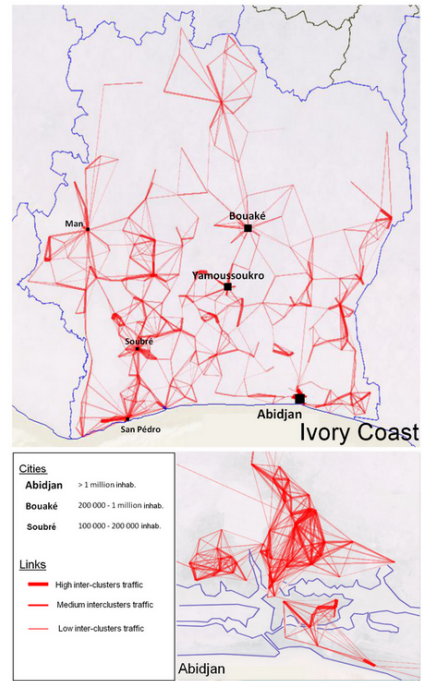 Man
Bouaké
Yamoussoukro
Soubré
San Pédro
Abidjan
Ivory Coast
Cities
Abidjan > 1 million inhab.
Bouaké 200 000 - 1 million inhab.
Soubré 100 000 - 200 000 inhab.
Links
High inter-clusters traffic
Medium interclusters traffic
Low inter-clusters traffic
Abidjan